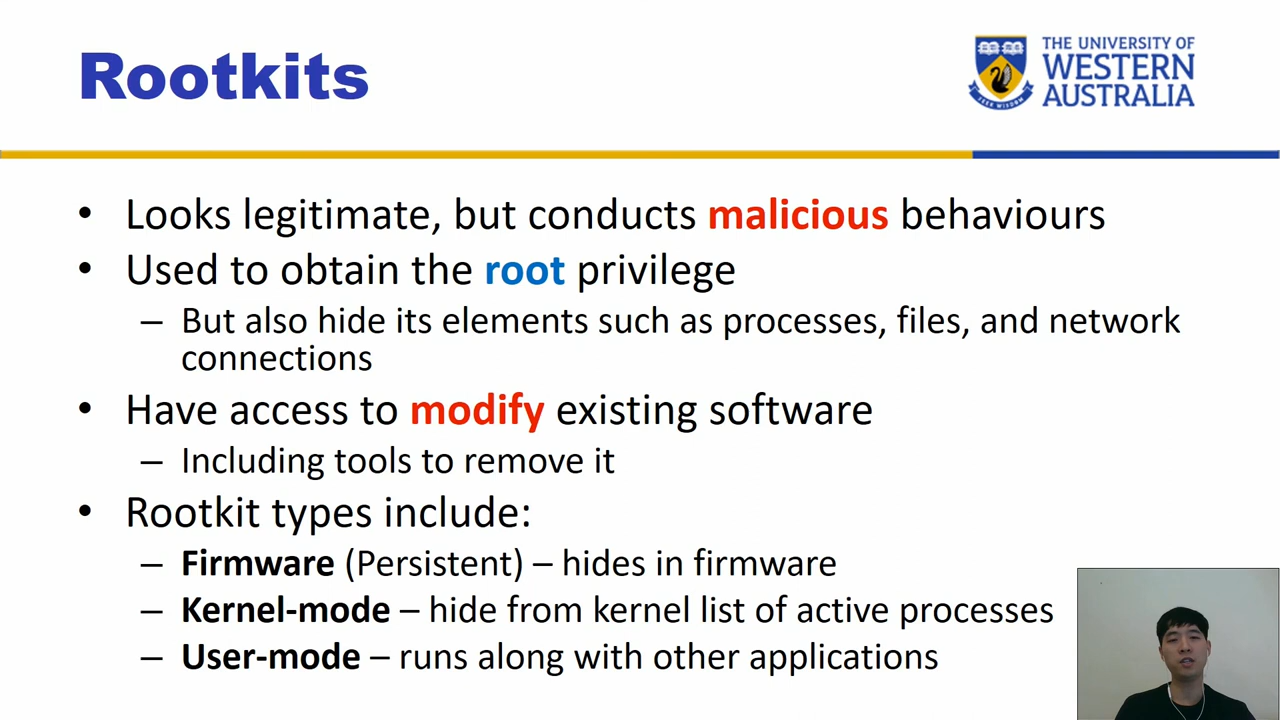 Rootkits
THE UNIVERSITY OF
WESTERN
AUSTRALIA
SEEK WISDOM
• Looks legitimate, but conducts malicious behaviours
• Used to obtain the root privilege
– But also hide its elements such as processes, files, and network
connections
• Have access to modify existing software
– Including tools to remove it
• Rootkit types include:
– Firmware (Persistent) – hides in firmware
– Kernel-mode – hide from kernel list of active processes
– User-mode – runs along with other applications